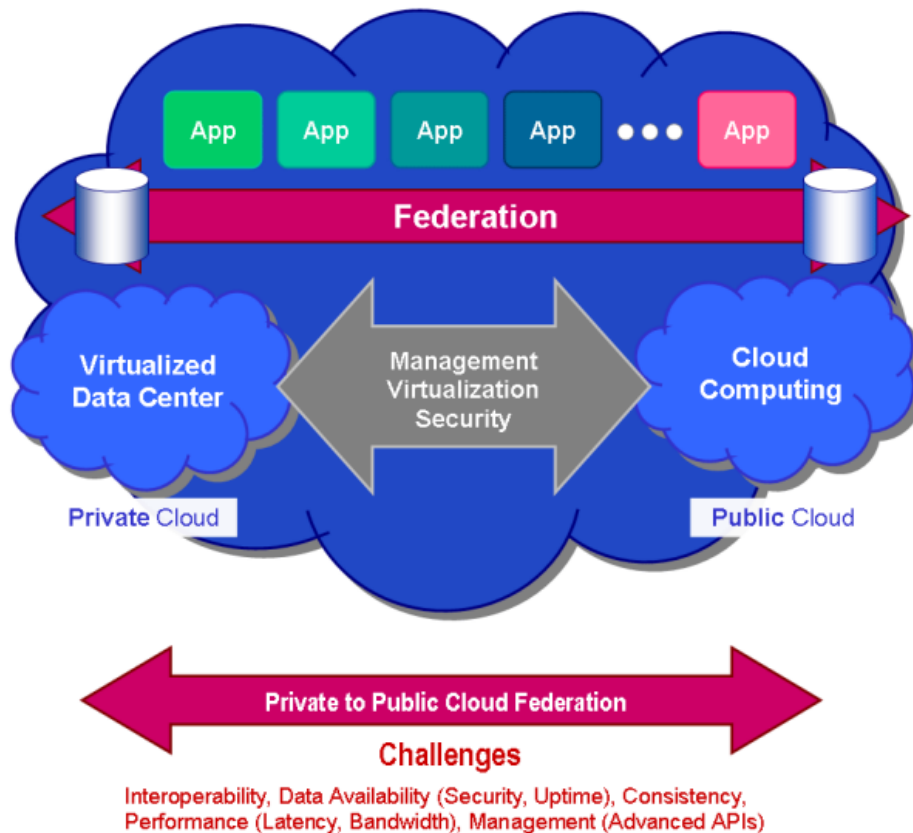 App App App App App
Federation
Virtualized
Data Center
Management
Virtualization
Security
Cloud
Computing
Private Cloud
Public Cloud
Private to Public Cloud Federation
Challenges
Interoperability, Data Availability (Security, Uptime), Consistency,
Performance (Latency, Bandwidth), Management (Advanced APIs)